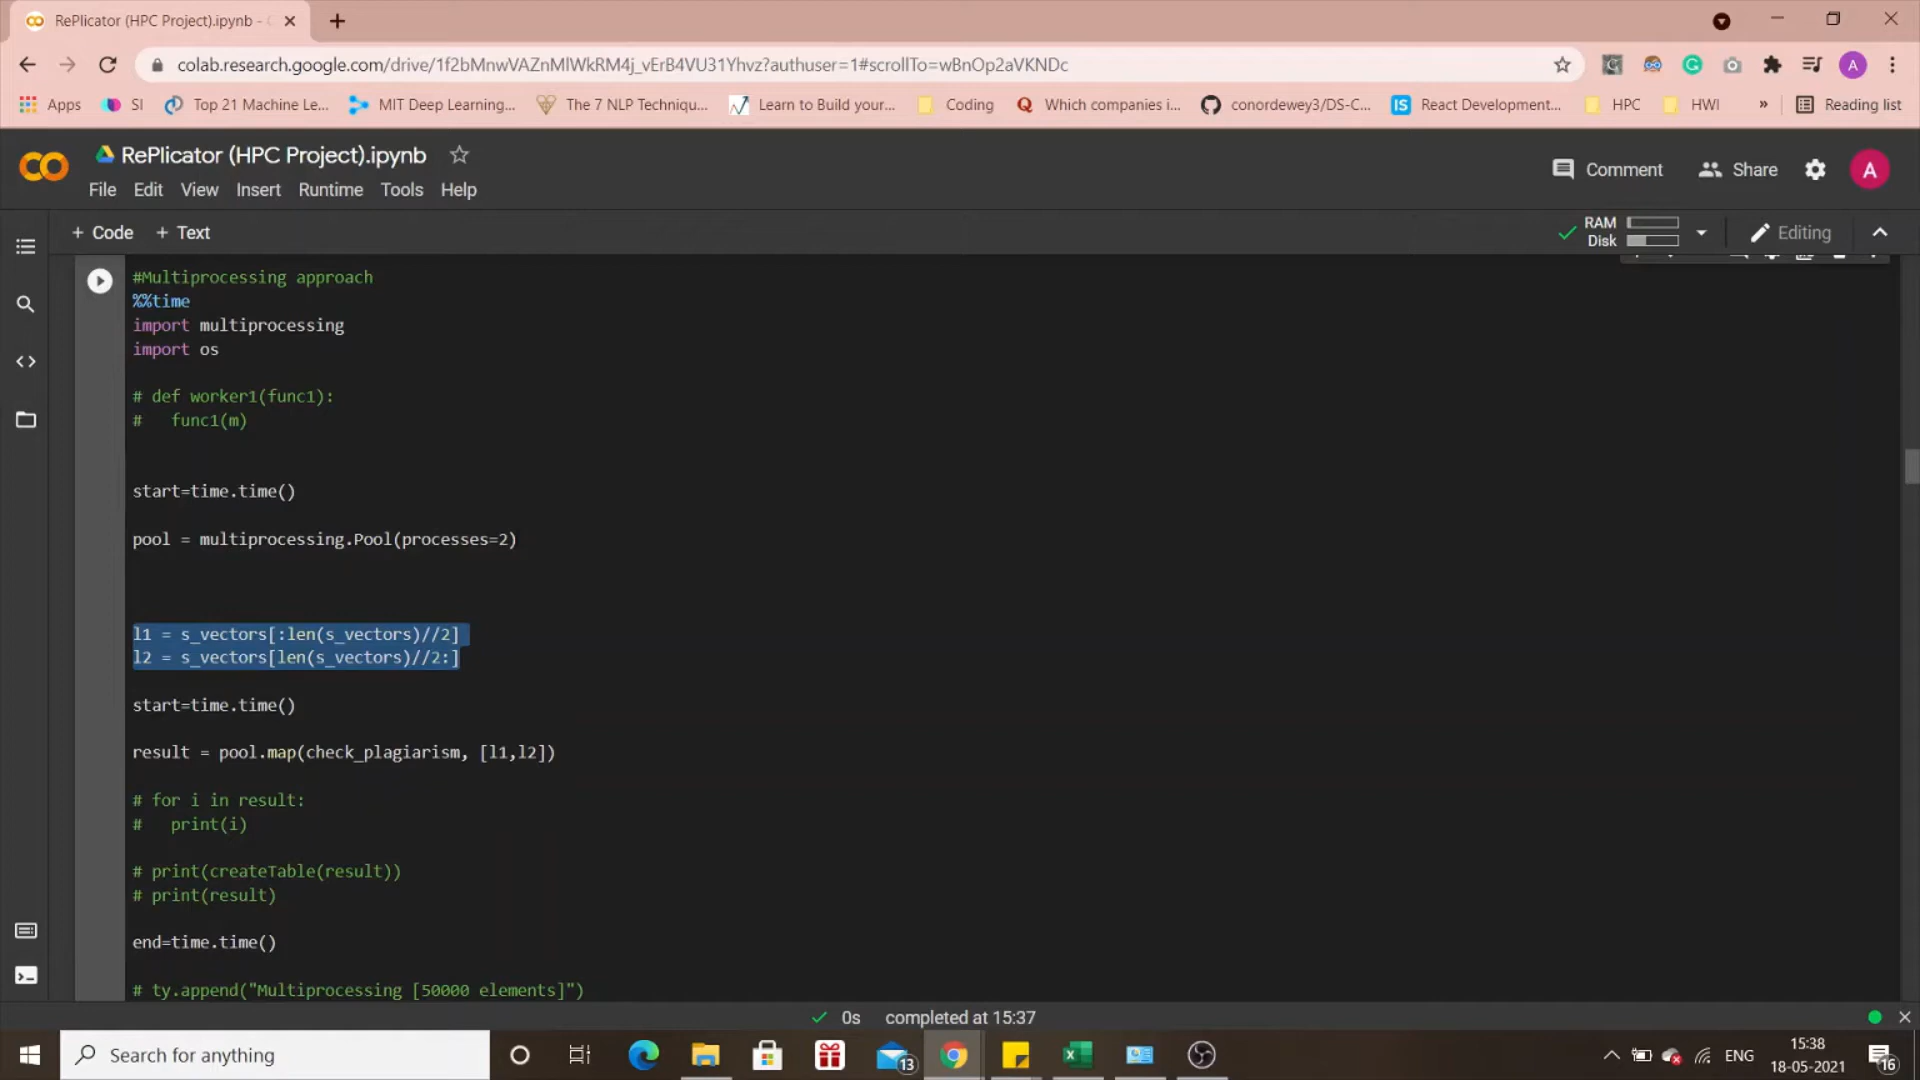 RePlicator (HPC Project).ipynb -
colab.research.google.com/drive/1f2bMnwVAZnMlWkRM4j_vErB4VU31Yhvz?authuser=1#scrollTo=wBnOp2aVKNDc
A
Apps SI Top 21 Machine Le... MIT Deep Learning... The 7 NLP Techniqu... Learn to Build your... Coding Which companies i... conordewey3/DS-C... IS React Development... HPC HWI » Reading list
RePlicator (HPC Project).ipynb
Comment Share A
File Edit View Insert Runtime Tools Help
+ Code + Text
RAM
Disk
Editing
#Multiprocessing approach
%%time
import multiprocessing
import os
# def worker1(func1):
#   func1(m)
start=time.time()
pool = multiprocessing.Pool(processes=2)
l1 = s_vectors[:len(s_vectors)//2]
l2 = s_vectors[len(s_vectors)//2:]
start=time.time()
result = pool.map(check_plagiarism, [l1,l2])
# for i in result:
#   print(i)
# print(createTable(result))
# print(result)
end=time.time()
# ty.append("Multiprocessing [50000 elements]")
0s completed at 15:37
Search for anything
13
ENG
15:38
18-05-2021
16